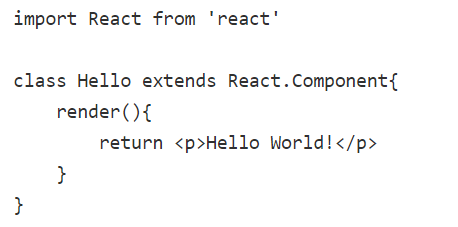 import React from 'react'
class Hello extends React.Component{
render(){
return <p>Hello World!</p>
}
}